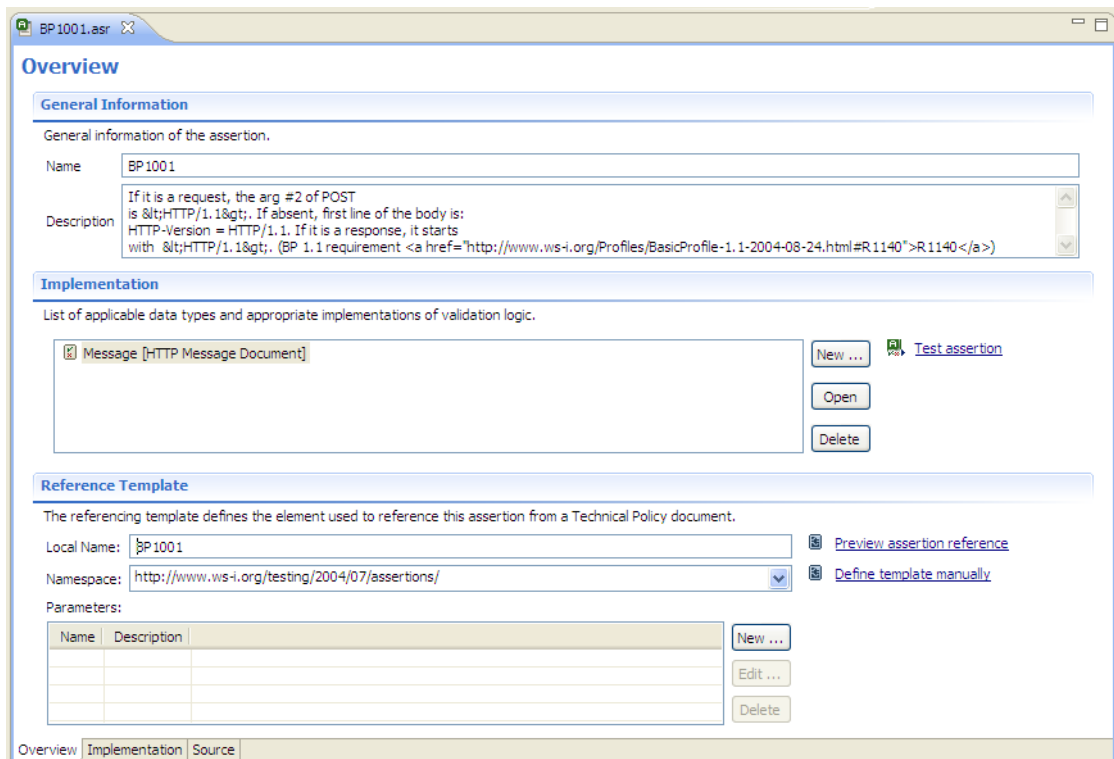 BP1001.asr
Overview
General Information
General information of the assertion.
Name BP1001
Description
If it is a request, the arg #2 of POST
is &lt;HTTP/1.1&gt;. If absent, first line of the body is:
HTTP-Version = HTTP/1.1. If it is a response, it starts
with &lt;HTTP/1.1&gt;. (BP 1.1 requirement <a href="http://www.ws-i.org/Profiles/BasicProfile-1.1-2004-08-24.html#R1140">R1140</a>)
Implementation
List of applicable data types and appropriate implementations of validation logic.
Message [HTTP Message Document]
New ... Test assertion
Open
Delete
Reference Template
The referencing template defines the element used to reference this assertion from a Technical Policy document.
Local Name: BP1001 Preview assertion reference
Namespace: http://www.ws-i.org/testing/2004/07/assertions/ Define template manually
Parameters:
Name Description New ...
Edit ...
Delete
Overview Implementation Source